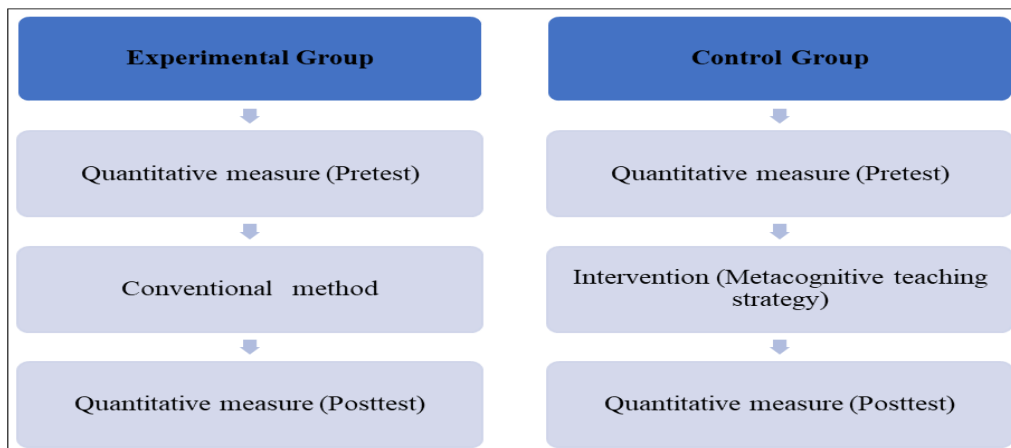 Experimental Group
Quantitative measure (Pretest)
Conventional method
Quantitative measure (Posttest)
Control Group
Quantitative measure (Pretest)
Intervention (Metacognitive teaching
strategy)
Quantitative measure (Posttest)